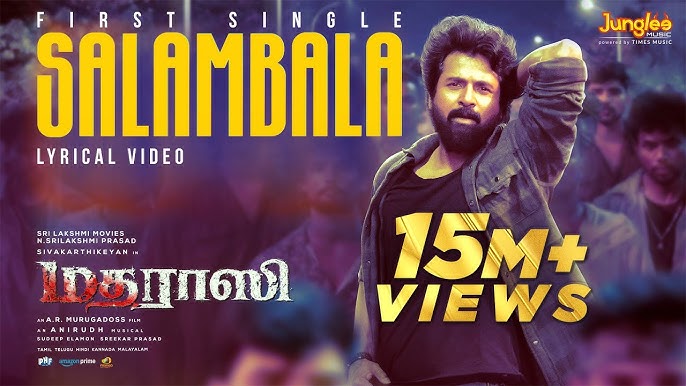 FIRST SINGLE
SALAMBALA
LYRICAL VIDEO
Junglee
MUSIC
powered by TIMES MUSIC
SRI LAKSHMI MOVIES
N.SRILAKSHMI PRASAD
SIVAKARTHIKEYAN IN
மதராஸி
AN A.R. MURUGADOSS FILM
AN ANIRUDH MUSICAL
SUDEEP ELAMON SREEKAR PRASAD
TAMIL TELUGU HINDI KANNADA MALAYALAM
PHF
amazon prime
15M+
VIEWS